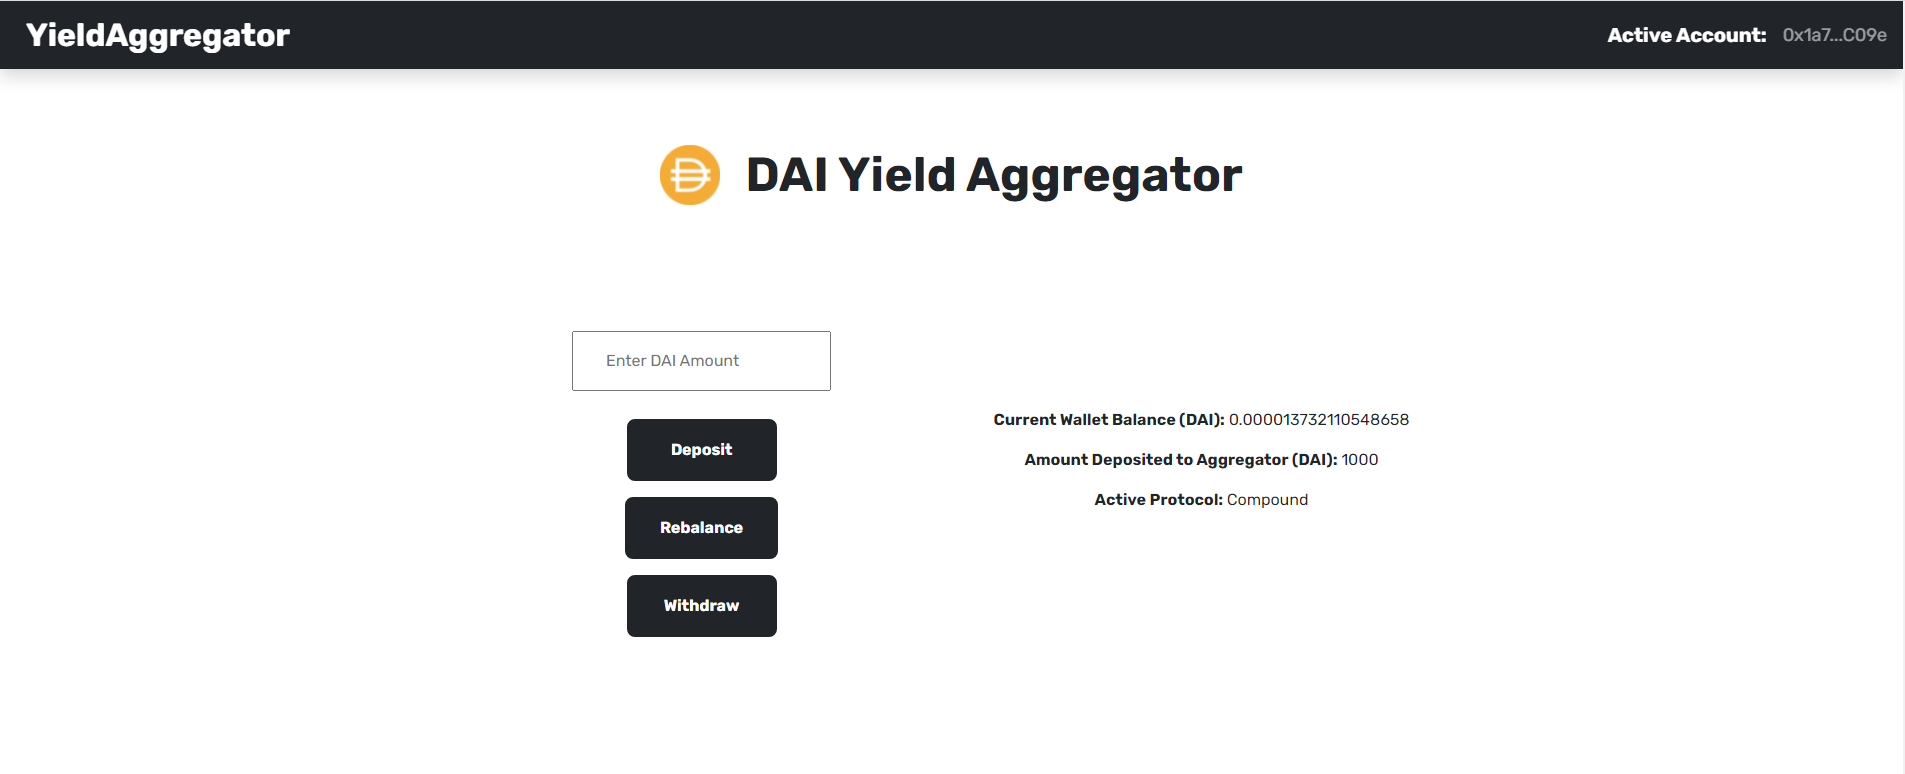 YieldAggregator
Active Account: 0x1a7...C09e
DAI Yield Aggregator
Enter DAI Amount
Deposit
Rebalance
Withdraw
Current Wallet Balance (DAI): 0.000013732110548658
Amount Deposited to Aggregator (DAI): 1000
Active Protocol: Compound